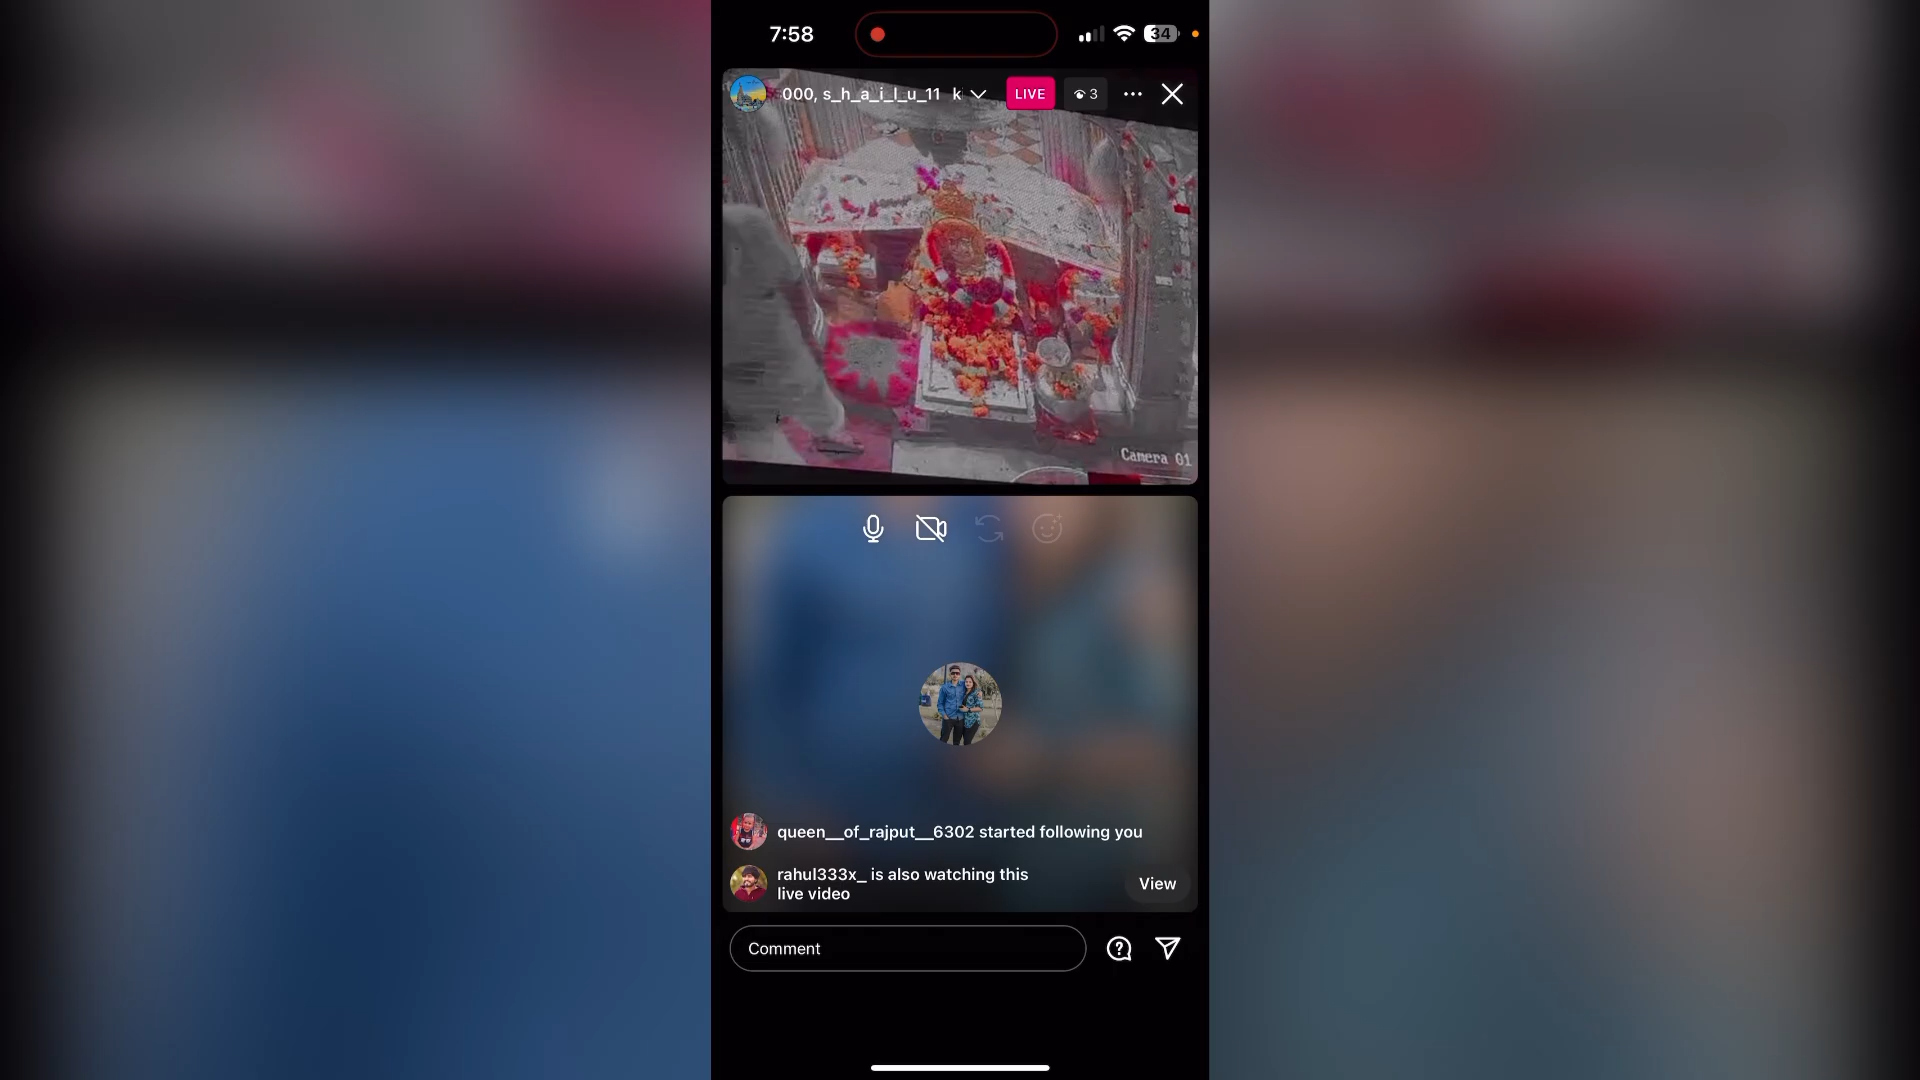 7:58
34
000, s_h_a_i_l_u_11 k
LIVE
3
Camera 01
queen__of_rajput__6302 started following you
rahul333x_ is also watching this
live video
View
Comment